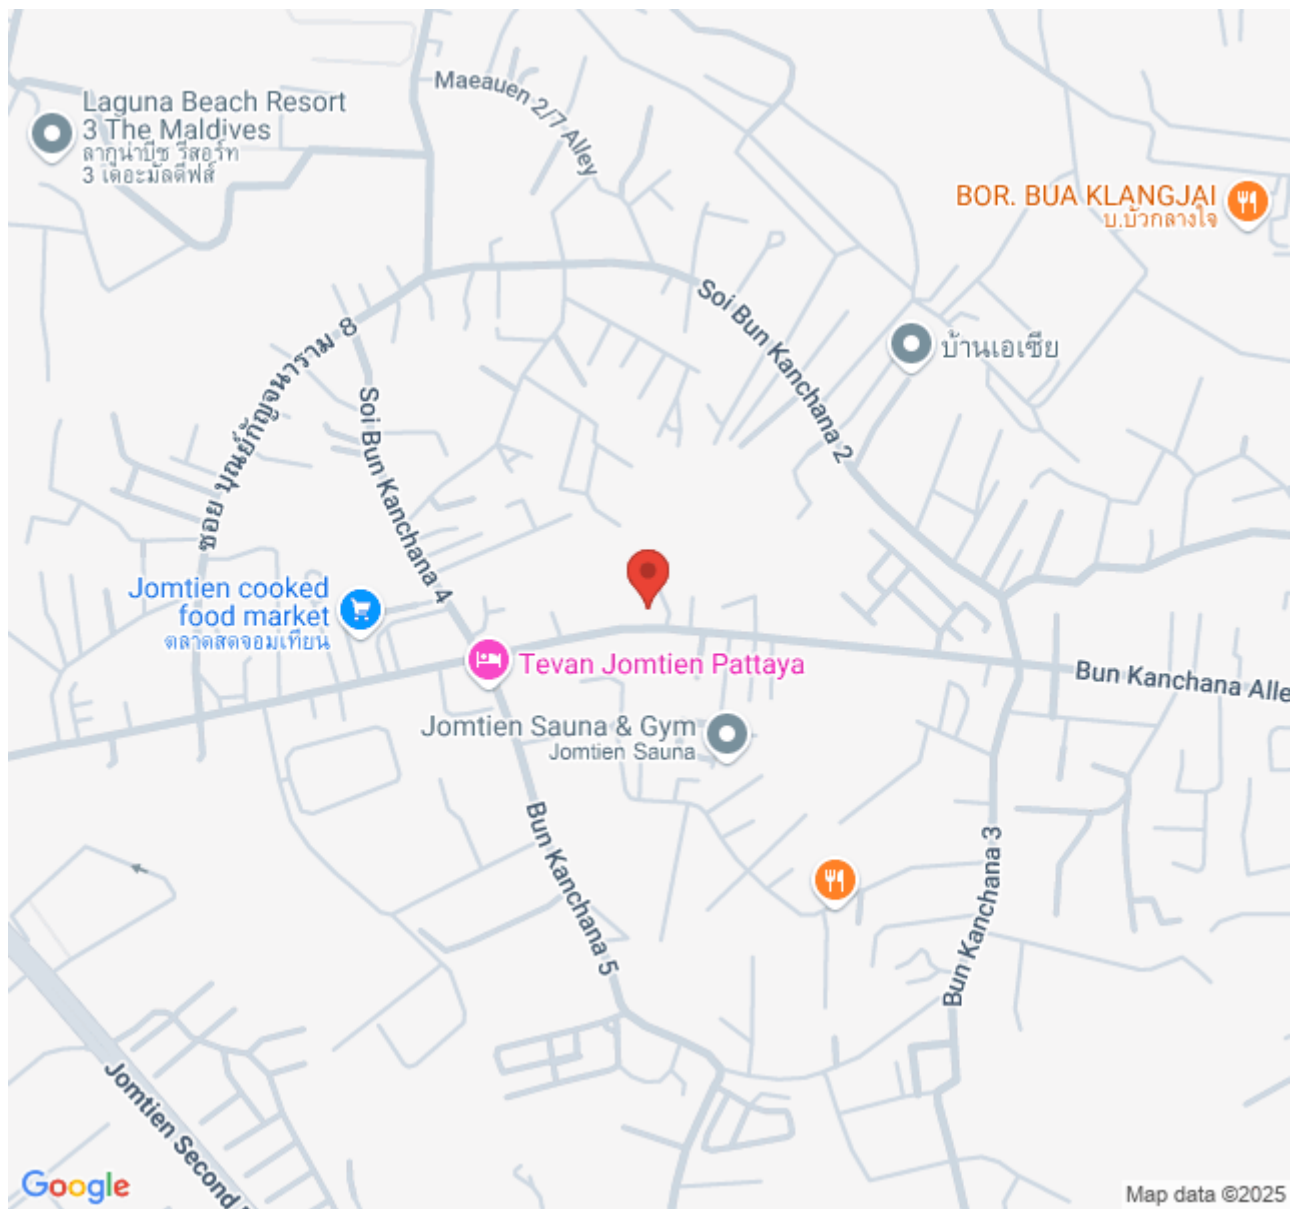 Maeauen 2/7 Alley
Laguna Beach Resort
3 The Maldives
ลากูน่าบีช รีสอร์ท
3 เดอะมัลดีฟส์
BOR. BUA KLANGJAI
บ.บัวกลางใจ
Soi Bun Kanchana 2
บ้านเอเชีย
ซอย บุณย์กัญจนาราม 8
Soi Bun Kanchana 4
Jomtien cooked
food market
ตลาดสดจอมเทียน
Tevan Jomtien Pattaya
Bun Kanchana Alle
Jomtien Sauna & Gym
Jomtien Sauna
Bun Kanchana 5
Bun Kanchana 3
Jomtien Second
Google
Map data ©2025